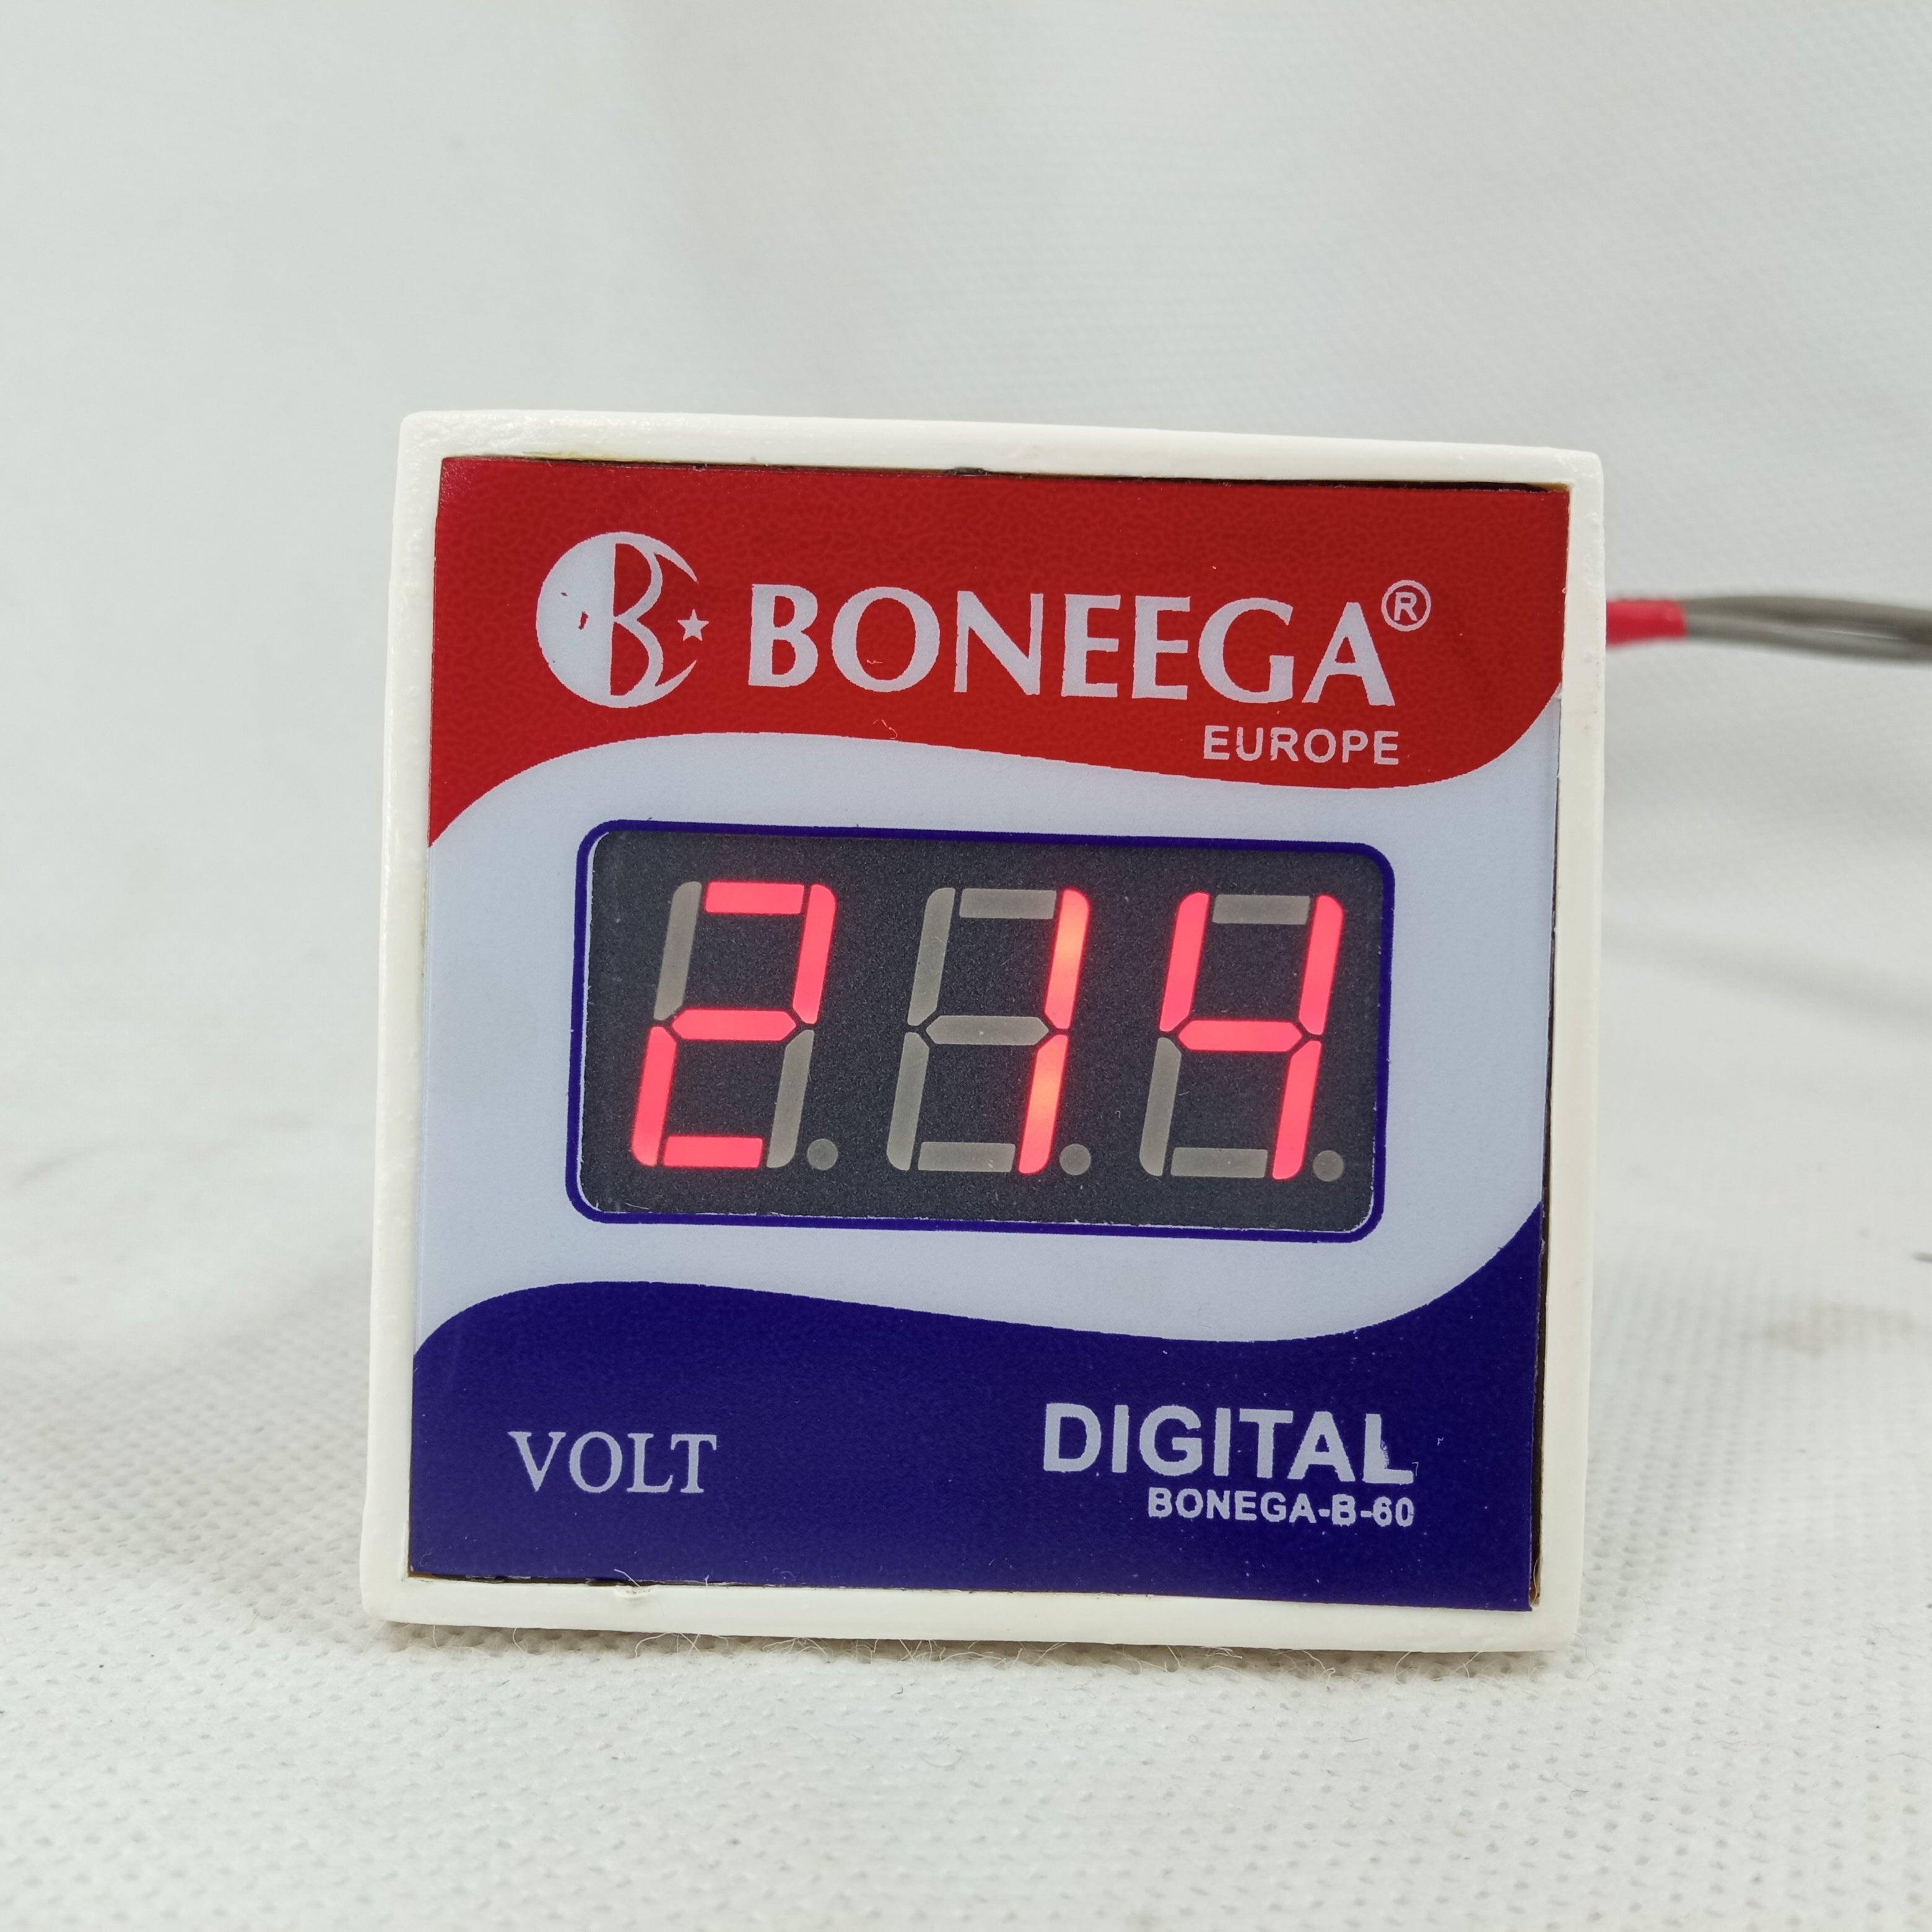 B BONEEGA®
EUROPE
214
VOLT
DIGITAL
BONEGA-B-60